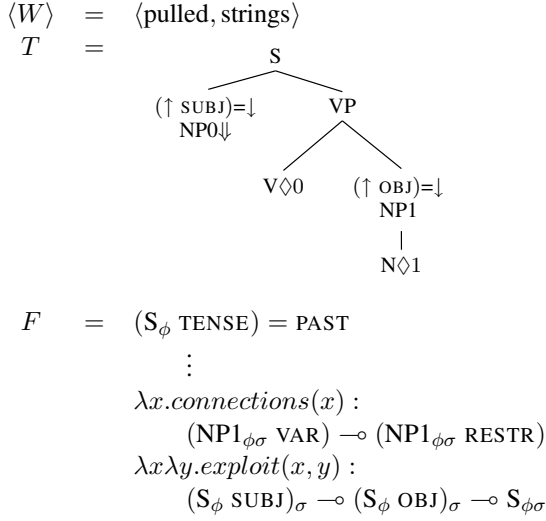 ⟨W⟩ = ⟨pulled, strings⟩
T =
S
(↑ SUBJ)=↓ VP
NP0⇓
V◊0 (↑ OBJ)=↓
NP1
N◊1
F = (S_ϕ TENSE) = PAST
⋮
λx.connections(x) :
(NP1_ϕσ VAR) ⊸ (NP1_ϕσ RESTR)
λxλy.exploit(x, y) :
(S_ϕ SUBJ)_σ ⊸ (S_ϕ OBJ)_σ ⊸ S_ϕσ